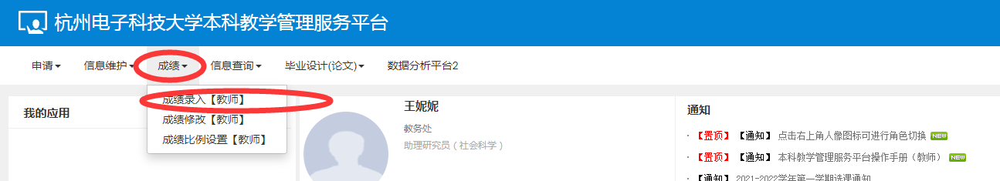 杭州电子科技大学本科教学管理服务平台
申请 信息维护 成绩 信息查询 毕业设计(论文) 数据分析平台2
成绩录入【教师】
成绩修改【教师】
成绩比例设置【教师】
我的应用
王妮妮
教务处
助理研究员（社会科学）
通知
· 【置顶】 【通知】 点击右上角人像图标可进行角色切换 NEW
· 【置顶】 【通知】 本科教学管理服务平台操作手册（教师） NEW
· 【通知】 2021-2022学年第一学期选课通知